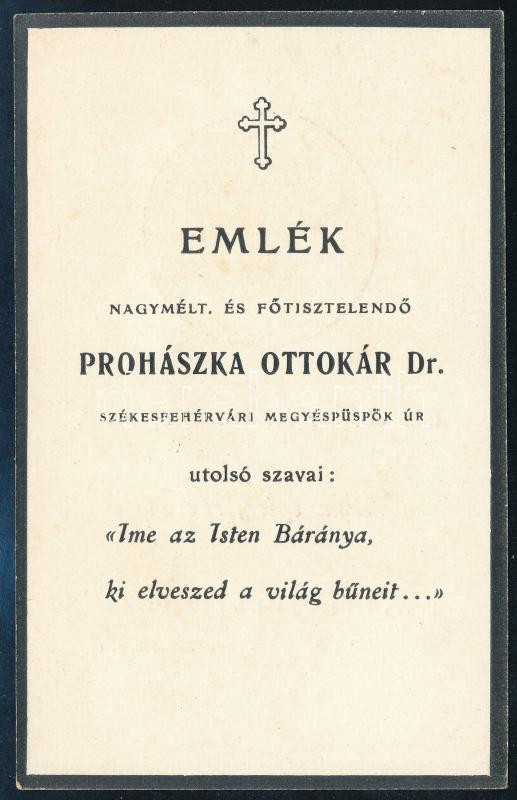 EMLÉK
NAGYMÉLT. ÉS FŐTISZTELENDŐ
PROHÁSZKA OTTOKÁR Dr.
SZÉKESFEHÉRVÁRI MEGYÉSPÜSPÖK ÚR
utolsó szavai:
«Ime az Isten Báránya,
ki elveszed a világ bűneit...»